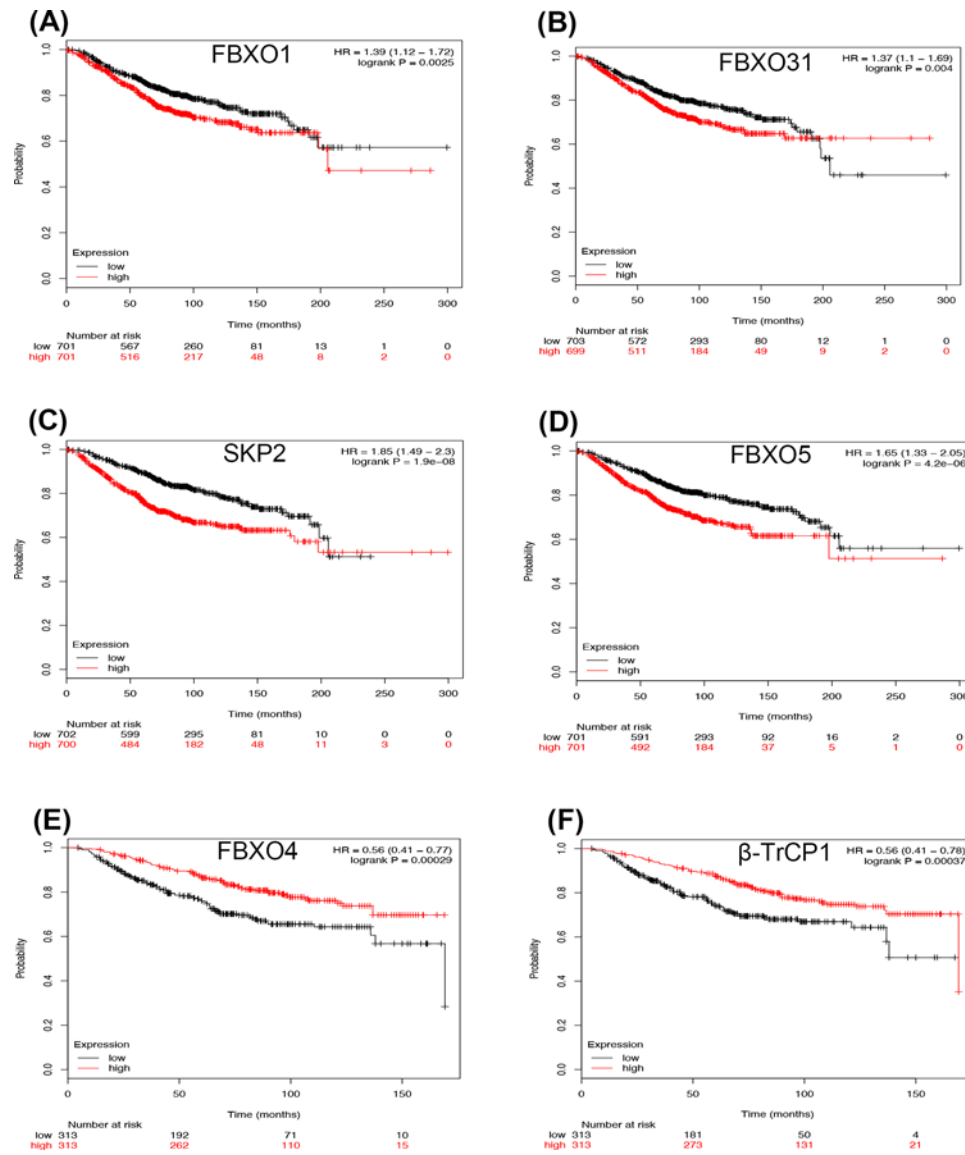 (A)
FBXO1
HR = 1.39 (1.12 – 1.72)
logrank P = 0.0025
Probability
1.0
0.8
0.6
0.4
0.2
0.0
Expression
low
high
0 50 100 150 200 250 300
Time (months)
Number at risk
low 701 567 260 81 13 1 0
high 701 516 217 48 8 2 0
(B)
FBXO31
HR = 1.37 (1.1 – 1.69)
logrank P = 0.004
Probability
1.0
0.8
0.6
0.4
0.2
0.0
Expression
low
high
0 50 100 150 200 250 300
Time (months)
Number at risk
low 703 572 293 80 12 1 0
high 699 511 184 49 9 2 0
(C)
SKP2
HR = 1.85 (1.49 – 2.3)
logrank P = 1.9e–08
Probability
1.0
0.8
0.6
0.4
0.2
0.0
Expression
low
high
0 50 100 150 200 250 300
Time (months)
Number at risk
low 702 599 295 81 10 0 0
high 700 484 182 48 11 3 0
(D)
FBXO5
HR = 1.65 (1.33 – 2.05)
logrank P = 4.2e–06
Probability
1.0
0.8
0.6
0.4
0.2
0.0
Expression
low
high
0 50 100 150 200 250 300
Time (months)
Number at risk
low 701 591 293 92 16 2 0
high 701 492 184 37 5 1 0
(E)
FBXO4
HR = 0.56 (0.41 – 0.77)
logrank P = 0.00029
Probability
1.0
0.8
0.6
0.4
0.2
0.0
Expression
low
high
0 50 100 150
Time (months)
Number at risk
low 313 192 71 10
high 313 262 110 15
(F)
β-TrCP1
HR = 0.56 (0.41 – 0.78)
logrank P = 0.00037
Probability
1.0
0.8
0.6
0.4
0.2
0.0
Expression
low
high
0 50 100 150
Time (months)
Number at risk
low 313 181 50 4
high 313 273 131 21